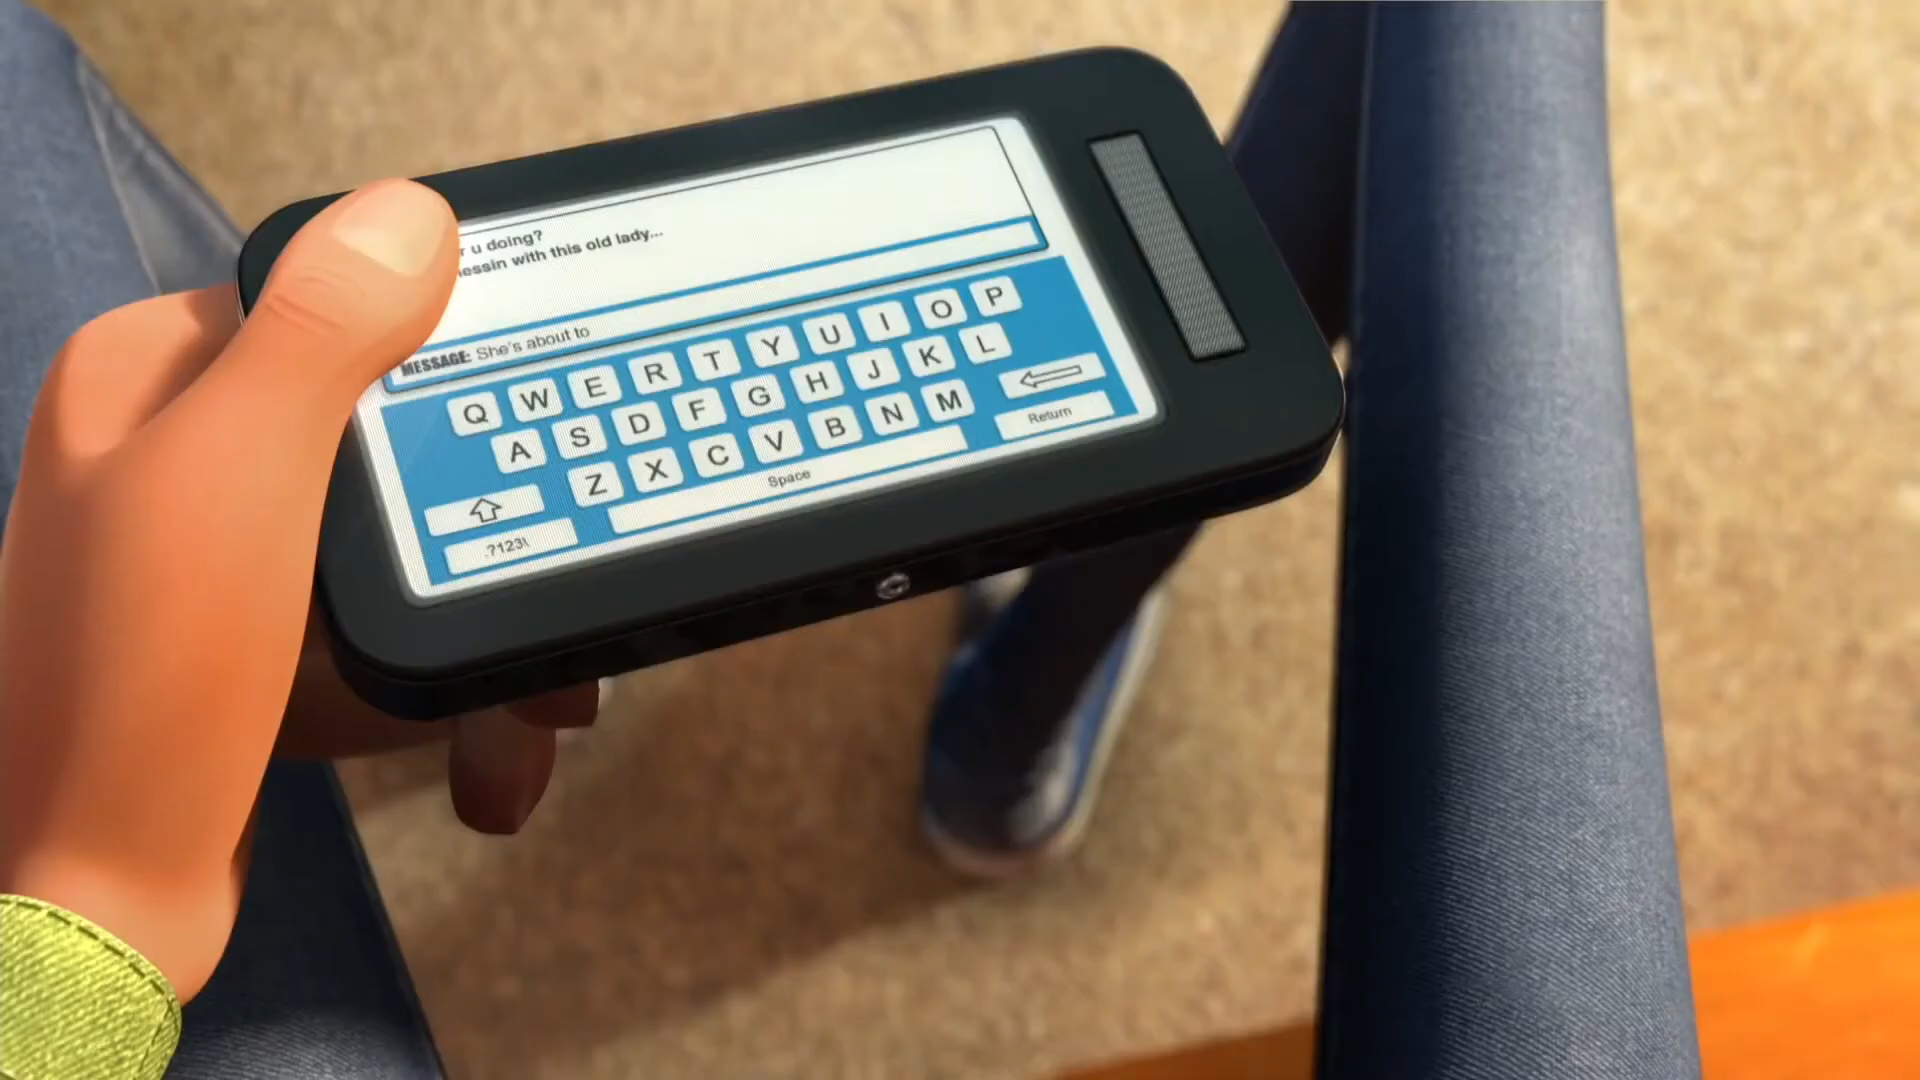 r u doing?
essin with this old lady...
MESSAGE: She's about to
Q W E R T Y U I O P
A S D F G H J K L
Z X C V B N M
Return
.?123\
Space